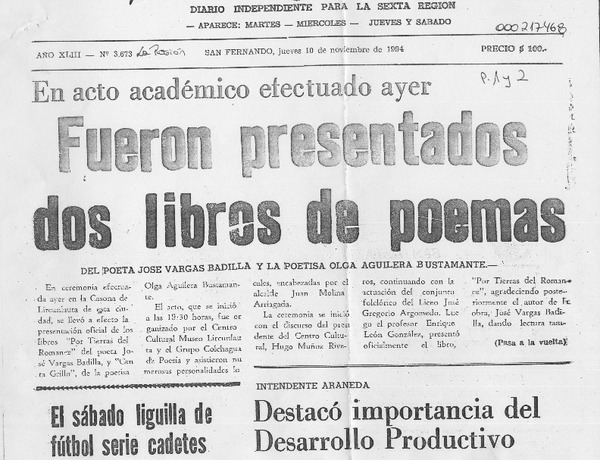 DIARIO INDEPENDIENTE PARA LA SEXTA REGION
— APARECE: MARTES — MIERCOLES — JUEVES Y SABADO
000217468
AÑO XLIII — Nº 3.673 La Región
SAN FERNANDO, jueves 10 de noviembre de 1994
PRECIO $ 100.—
P. 1 y 2
En acto académico efectuado ayer
Fueron presentados
dos libros de poemas
DEL POETA JOSE VARGAS BADILLA Y LA POETISA OLGA AGUILERA BUSTAMANTE.—
En ceremonia efectua-
da ayer en la Casona de
Lircunlauta de esta ciu-
dad, se llevó a efecto la
presentación oficial de los
libros "Por Tierras del
Romance" del poeta Jo-
sé Vargas Badilla, y "Can
ta Grillo", de la poetisa
Olga Aguilera Bustaman-
te.
El acto, que se inició
a las 19:30 horas, fue or-
ganizado por el Centro
Cultural Museo Lircunlau
ta y el Grupo Colchagua
de Poesía y asistieron nu
merosas personalidades lo
cales, encabezadas por el
alcalde Juan Molina
Arriagada.
La ceremonia se inició
con el discurso del presi
dente del Centro Cultu-
ral, Hugo Muñoz Rive-
ros, continuando con la
actuación del conjunto
folclórico del Liceo José
Gregorio Argomedo. Lue
go el profesor Enrique
León González, presentó
oficialmente el libro,
"Por Tierras del Roman
ce", agradeciendo poste-
riormente el autor de la
obra, José Vargas Badi-
lla, dando lectura tam-
(Pasa a la vuelta)
El sábado liguilla de
fútbol serie cadetes
INTENDENTE ARANEDA
Destacó importancia del
Desarrollo Productivo